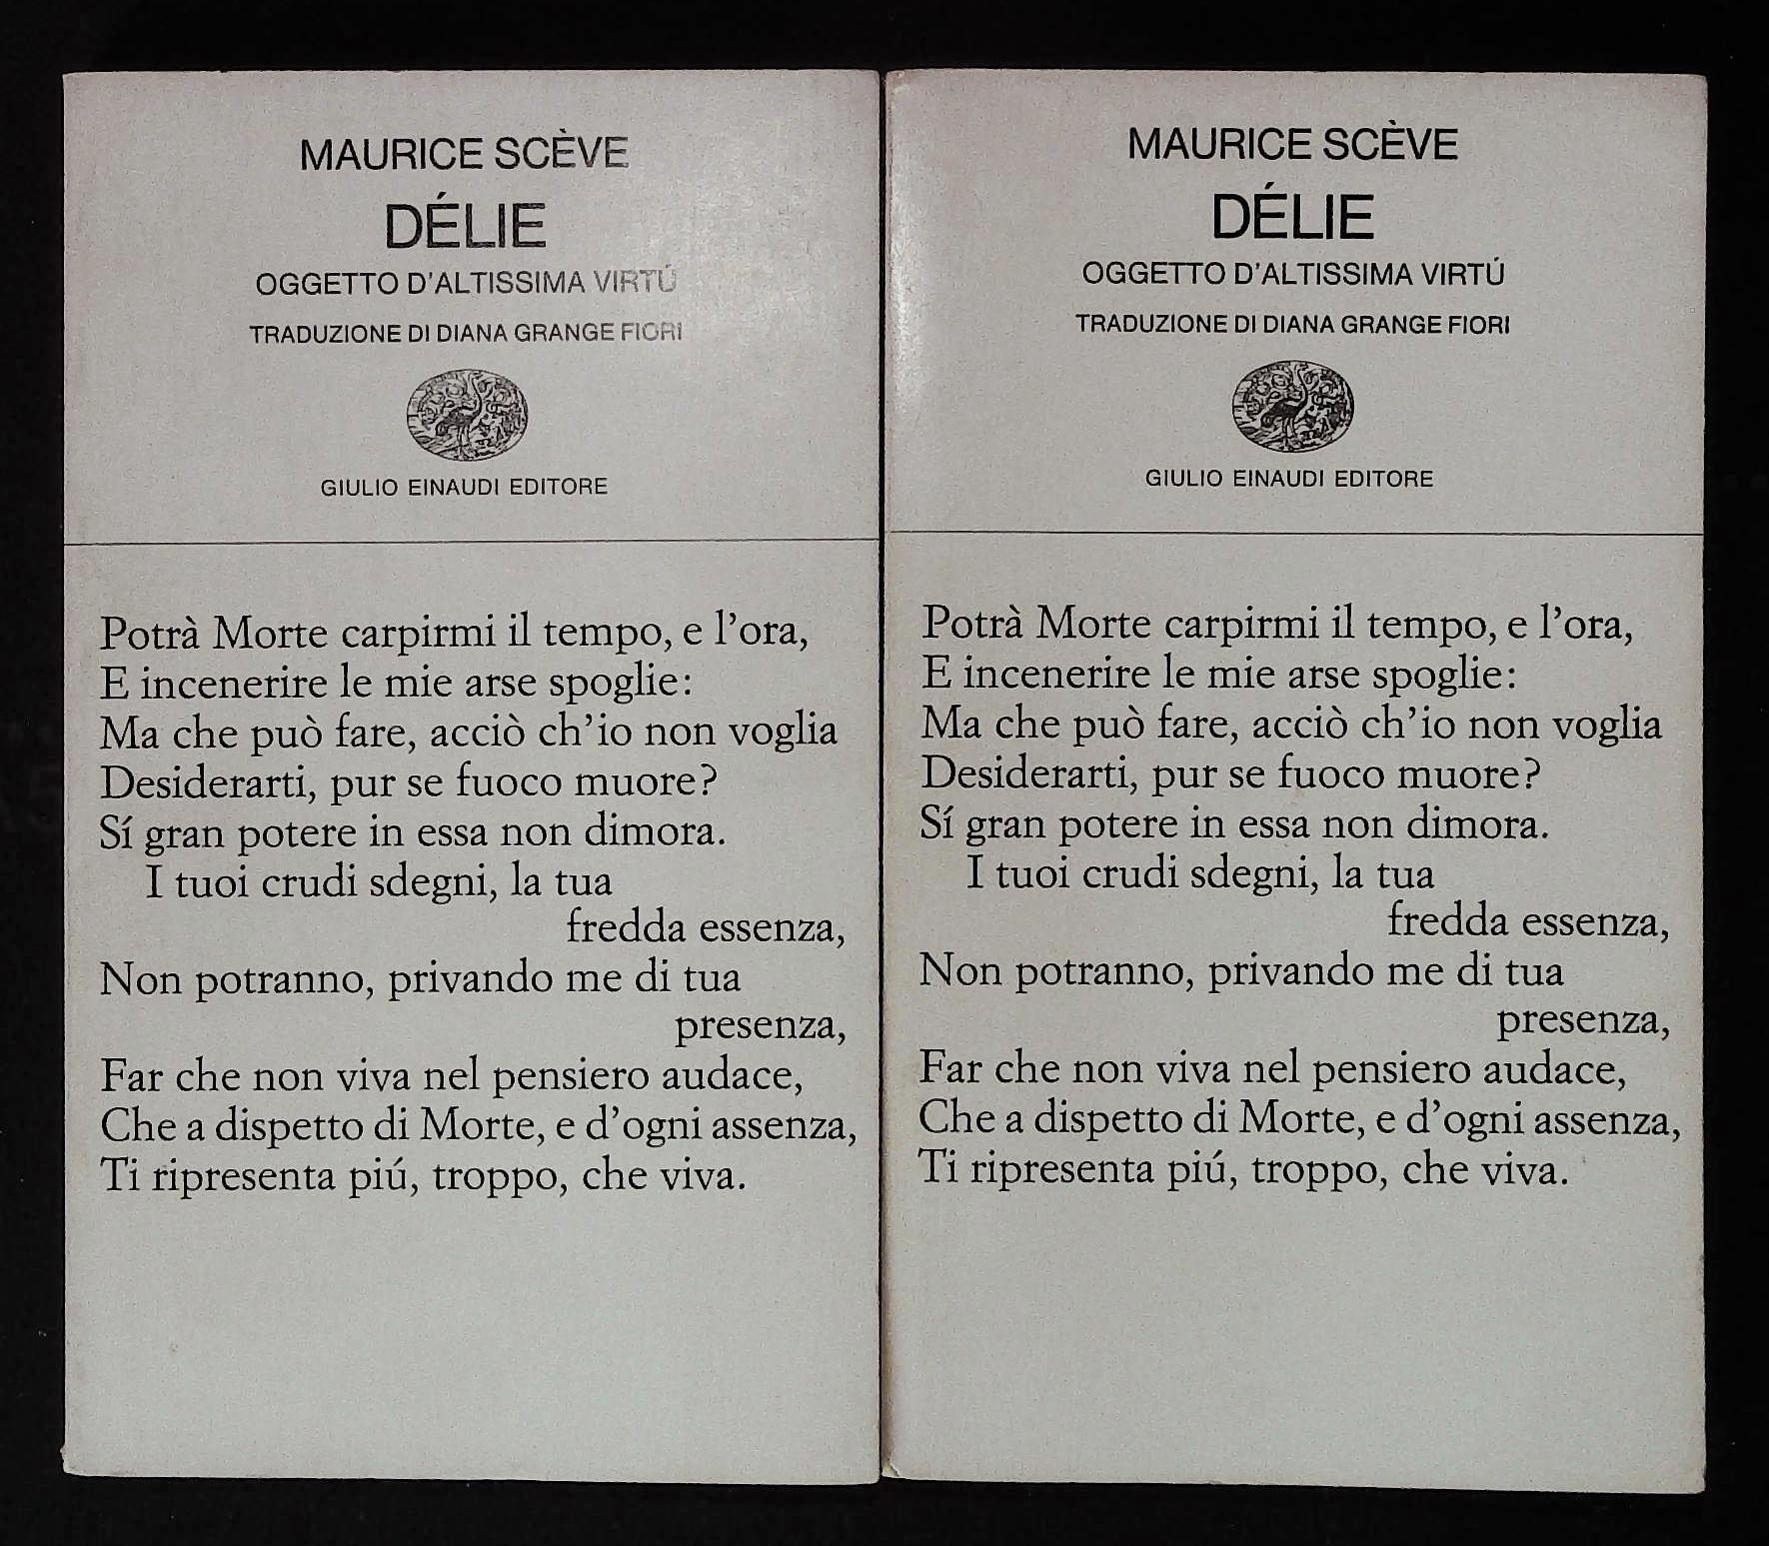 MAURICE SCÈVE
DÉLIE
OGGETTO D'ALTISSIMA VIRTÚ
TRADUZIONE DI DIANA GRANGE FIORI
GIULIO EINAUDI EDITORE
Potrà Morte carpirmi il tempo, e l'ora,
E incenerire le mie arse spoglie:
Ma che può fare, acciò ch'io non voglia
Desiderarti, pur se fuoco muore?
Sí gran potere in essa non dimora.
I tuoi crudi sdegni, la tua
fredda essenza,
Non potranno, privando me di tua
presenza,
Far che non viva nel pensiero audace,
Che a dispetto di Morte, e d'ogni assenza,
Ti ripresenta piú, troppo, che viva.
MAURICE SCÈVE
DÉLIE
OGGETTO D'ALTISSIMA VIRTÚ
TRADUZIONE DI DIANA GRANGE FIORI
GIULIO EINAUDI EDITORE
Potrà Morte carpirmi il tempo, e l'ora,
E incenerire le mie arse spoglie:
Ma che può fare, acciò ch'io non voglia
Desiderarti, pur se fuoco muore?
Sí gran potere in essa non dimora.
I tuoi crudi sdegni, la tua
fredda essenza,
Non potranno, privando me di tua
presenza,
Far che non viva nel pensiero audace,
Che a dispetto di Morte, e d'ogni assenza,
Ti ripresenta piú, troppo, che viva.